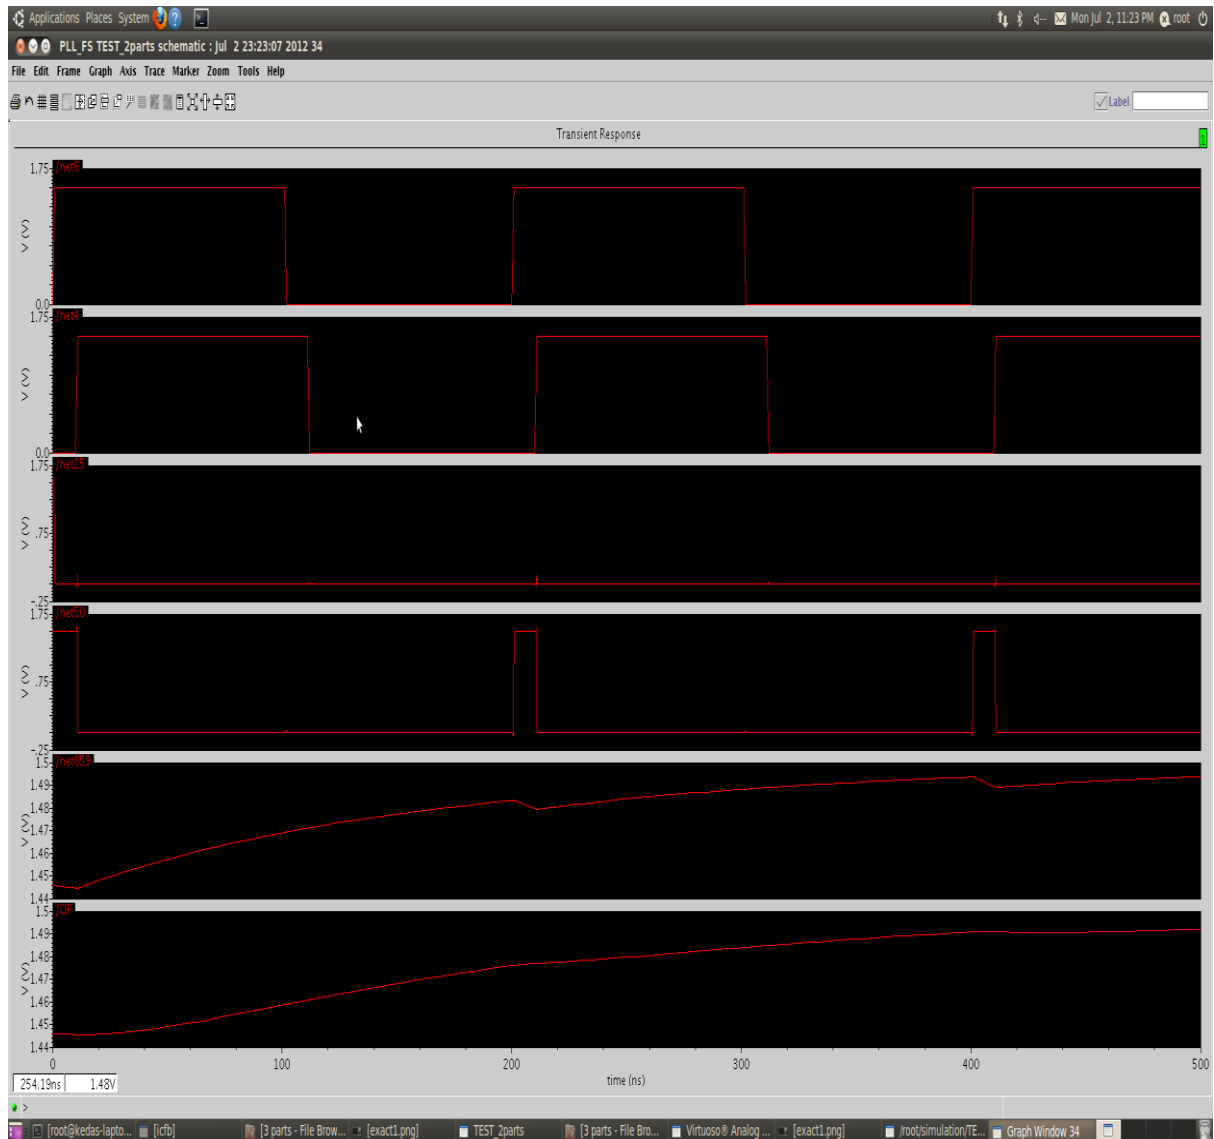 Applications Places System
Mon Jul 2, 11:23 PM root
PLL_FS TEST_2parts schematic : Jul 2 23:23:07 2012 34
File Edit Frame Graph Axis Trace Marker Zoom Tools Help
Label
Transient Response
1
/net6
1.75
(V)
0.0
/net4
1.75
(V)
0.0
/net25
1.75
.75
(V)
-.25
/net50
1.75
.75
(V)
-.25
/net059
1.5
1.49
1.48
1.47
1.46
1.45
1.44
(V)
/OP
1.5
1.49
1.48
1.47
1.46
1.45
1.44
(V)
0 100 200 300 400 500
time (ns)
254.19ns 1.48V
>
[root@kedas-lapto... [icfb] [3 parts - File Brow... [exact1.png] TEST_2parts [3 parts - File Bro... Virtuoso® Analog ... [exact1.png] /root/simulation/TE... Graph Window 34